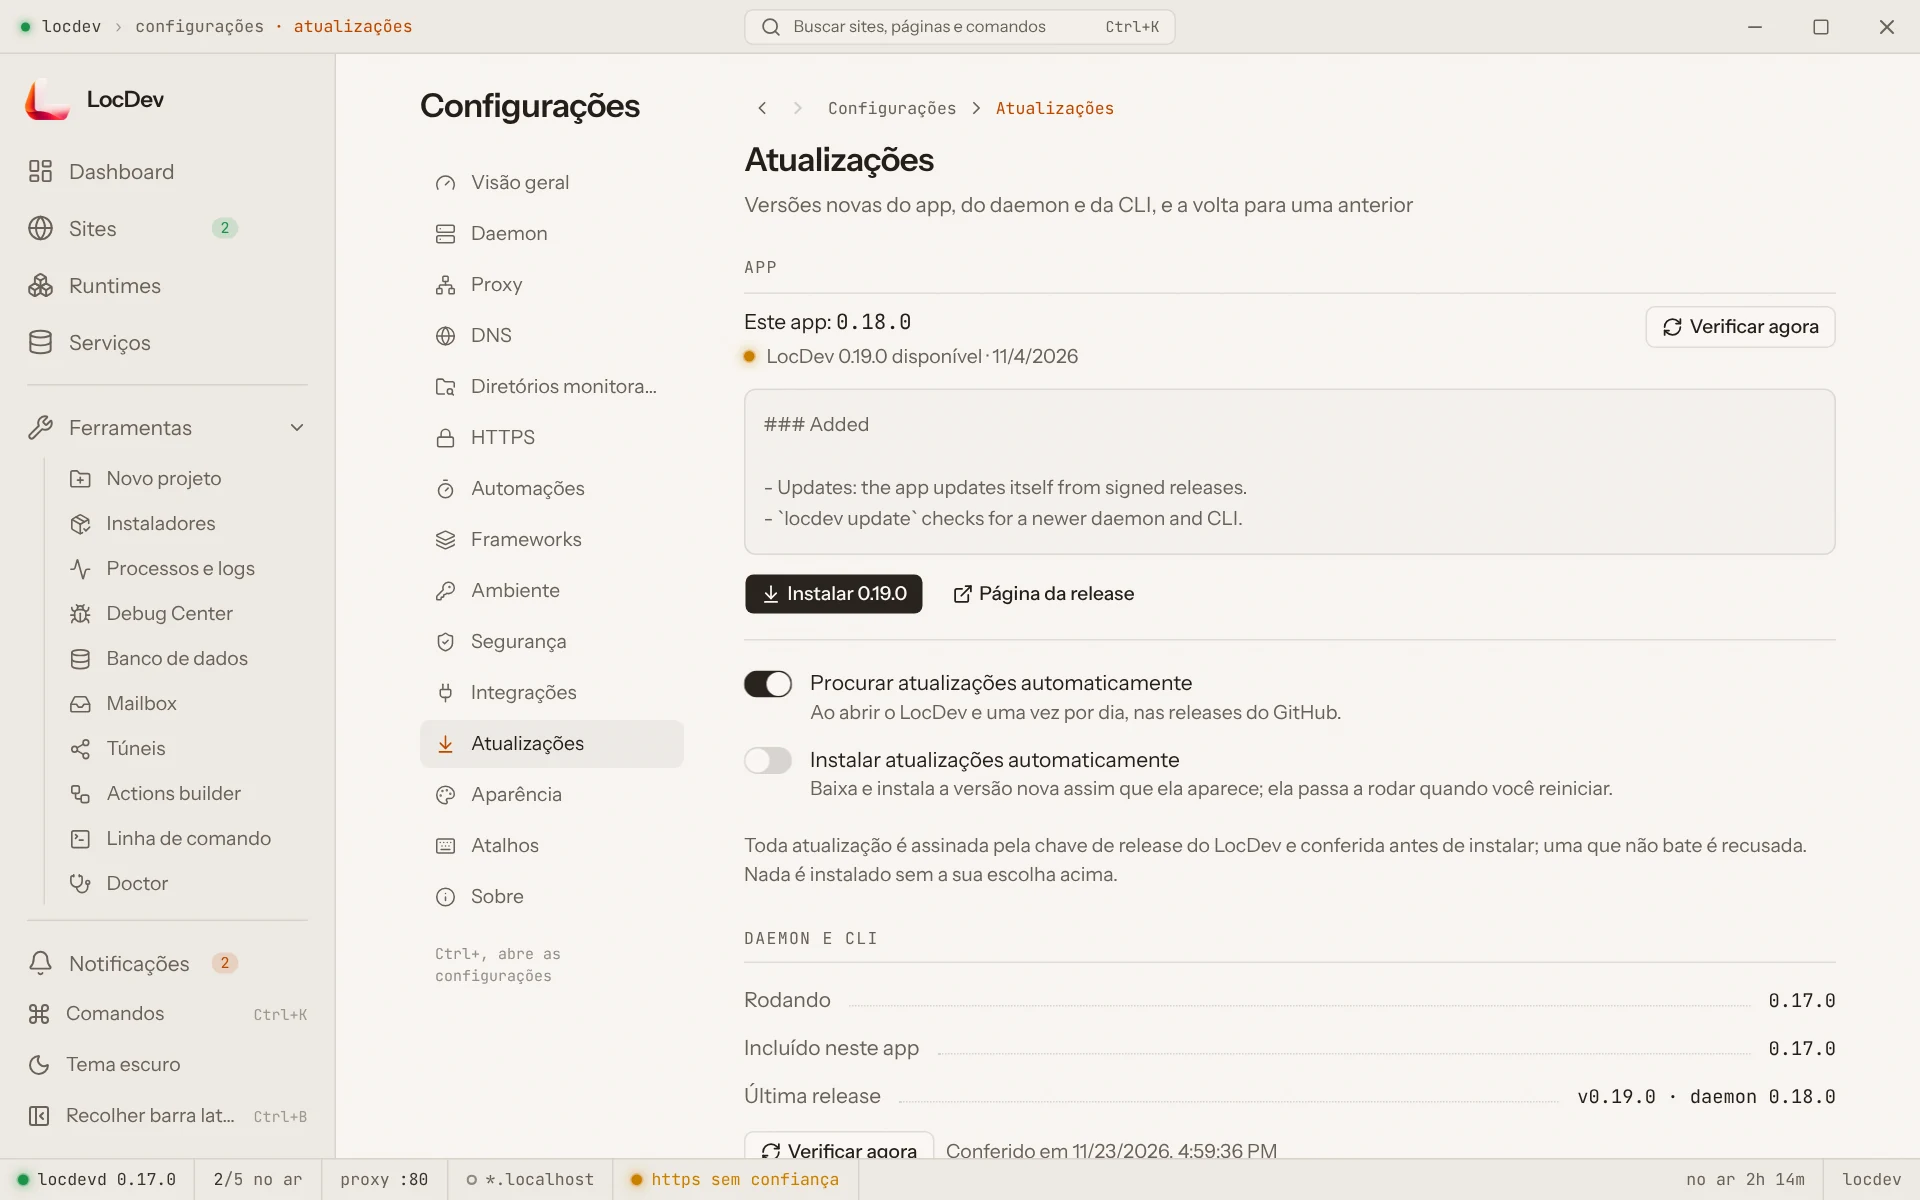 locdev › configurações · atualizações
Buscar sites, páginas e comandos Ctrl+K
LocDev
Dashboard
Sites 2
Runtimes
Serviços
Ferramentas
Novo projeto
Instaladores
Processos e logs
Debug Center
Banco de dados
Mailbox
Túneis
Actions builder
Linha de comando
Doctor
Notificações 2
Comandos Ctrl+K
Tema escuro
Recolher barra lat... Ctrl+B
Configurações
Visão geral
Daemon
Proxy
DNS
Diretórios monitora...
HTTPS
Automações
Frameworks
Ambiente
Segurança
Integrações
Atualizações
Aparência
Atalhos
Sobre
Ctrl+, abre as
configurações
Configurações > Atualizações
Atualizações
Versões novas do app, do daemon e da CLI, e a volta para uma anterior
APP
Este app: 0.18.0
Verificar agora
LocDev 0.19.0 disponível · 11/4/2026
### Added
- Updates: the app updates itself from signed releases.
- `locdev update` checks for a newer daemon and CLI.
Instalar 0.19.0 Página da release
Procurar atualizações automaticamente
Ao abrir o LocDev e uma vez por dia, nas releases do GitHub.
Instalar atualizações automaticamente
Baixa e instala a versão nova assim que ela aparece; ela passa a rodar quando você reiniciar.
Toda atualização é assinada pela chave de release do LocDev e conferida antes de instalar; uma que não bate é recusada.
Nada é instalado sem a sua escolha acima.
DAEMON E CLI
Rodando 0.17.0
Incluído neste app 0.17.0
Última release v0.19.0 · daemon 0.18.0
Verificar agora Conferido em 11/23/2026, 4:59:36 PM
locdevd 0.17.0 2/5 no ar proxy :80 *.localhost https sem confiança no ar 2h 14m locdev